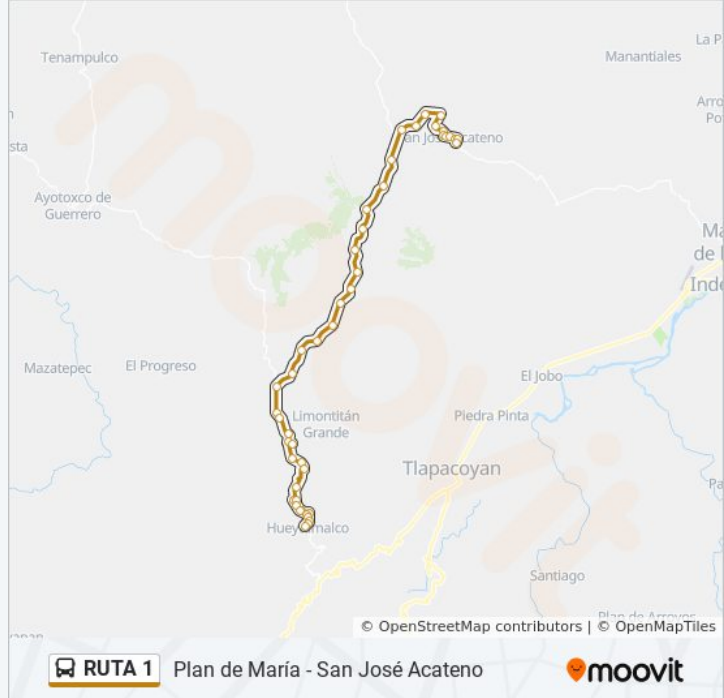 La P
Tenampulco
Manantiales
Arro
Po
San José Acateno
sta
Ayotoxco de
Guerrero
Ma
de l
Inde
Mazatepec
El Progreso
El Jobo
Limontitán
Grande
Piedra Pinta
Tlapacoyan
Pa
Hueytamalco
Santiago
Plan de Arroyos
yapan
© OpenStreetMap contributors | © OpenMapTiles
RUTA 1 Plan de María - San José Acateno
moovit